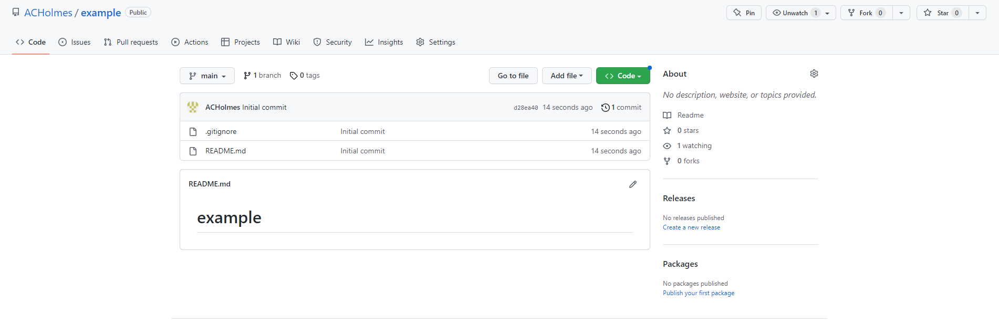 ACHolmes / example Public
Pin Unwatch 1 Fork 0 Star 0
Code Issues Pull requests Actions Projects Wiki Security Insights Settings
main 1 branch 0 tags Go to file Add file Code
ACHolmes Initial commit d28ea40 14 seconds ago 1 commit
.gitignore Initial commit 14 seconds ago
README.md Initial commit 14 seconds ago
README.md
example
About
No description, website, or topics provided.
Readme
0 stars
1 watching
0 forks
Releases
No releases published
Create a new release
Packages
No packages published
Publish your first package